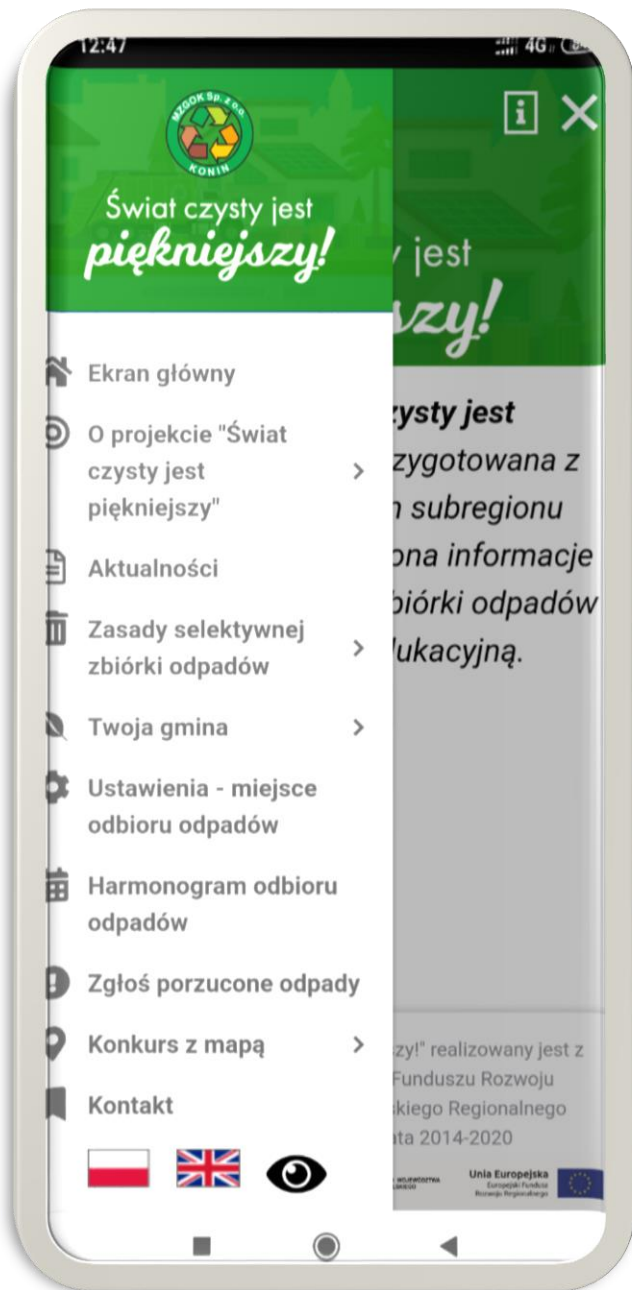 12:47
4G
MZGOK Sp. z o.o.
KONIN
Świat czysty jest
piękniejszy!
jest
szy!
Ekran główny
O projekcie "Świat
czysty jest
piękniejszy"
Aktualności
Zasady selektywnej
zbiórki odpadów
Twoja gmina
Ustawienia - miejsce
odbioru odpadów
Harmonogram odbioru
odpadów
Zgłoś porzucone odpady
Konkurs z mapą
Kontakt
zysty jest
zygotowana z
subregionu
ona informacje
biórki odpadów
lukacyjną.
zy!" realizowany jest z
Funduszu Rozwoju
skiego Regionalnego
ata 2014-2020
Unia Europejska
Europejski Fundusz
Rozwoju Regionalnego